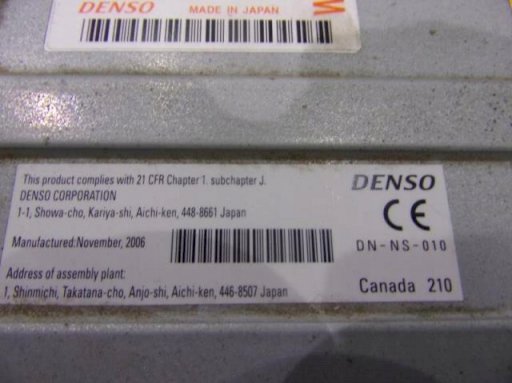 DENSO MADE IN JAPAN M
This product complies with 21 CFR Chapter 1. subchapter J.
DENSO CORPORATION
1-1, Showa-cho, Kariya-shi, Aichi-ken, 448-8661 Japan
Manufactured:November, 2006
Address of assembly plant:
1, Shinmichi, Takatana-cho, Anjo-shi, Aichi-ken, 446-8507 Japan
DENSO
CE
DN-NS-010
Canada 210